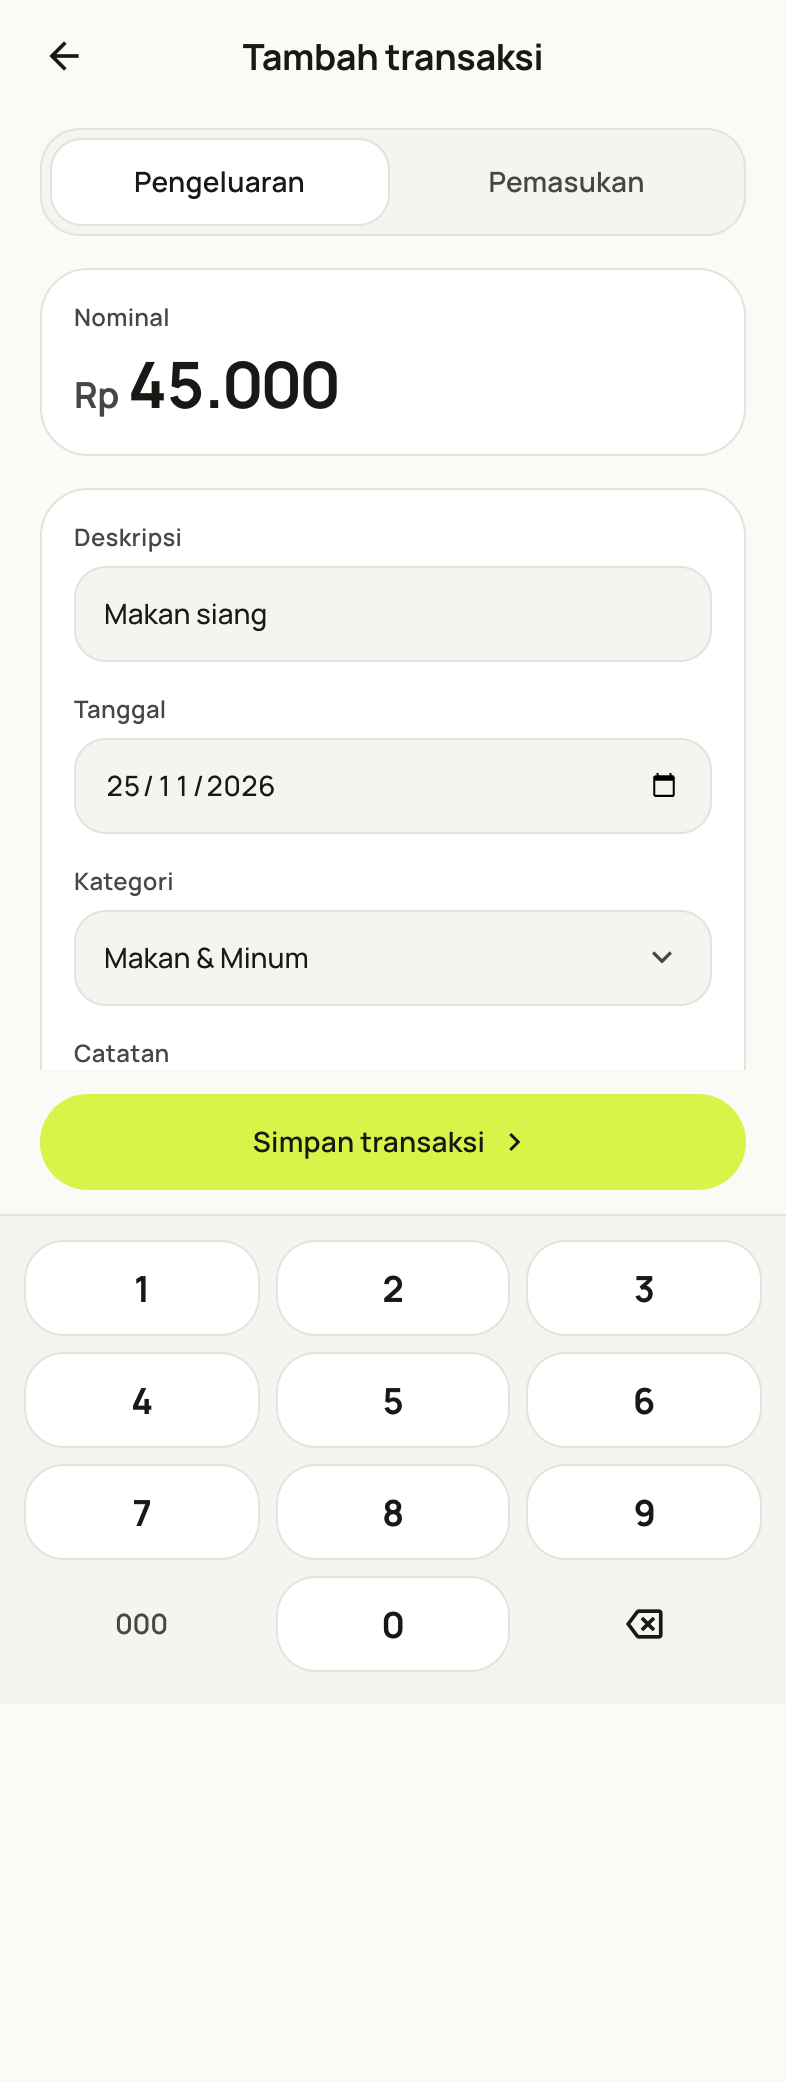 Tambah transaksi
Pengeluaran
Pemasukan
Nominal
Rp 45.000
Deskripsi
Makan siang
Tanggal
25/11/2026
Kategori
Makan & Minum
Catatan
Simpan transaksi
1
2
3
4
5
6
7
8
9
000
0